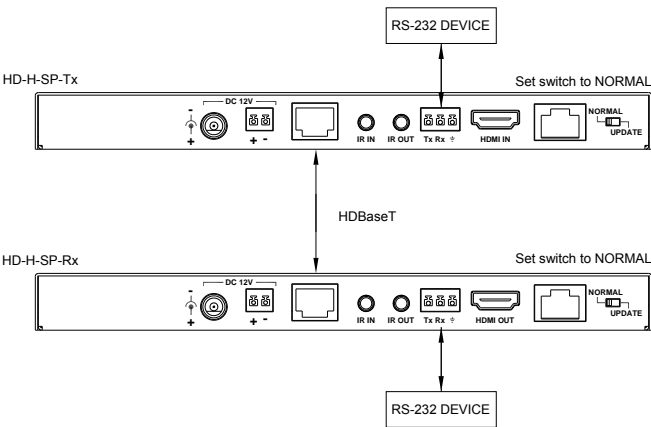 RS-232 DEVICE
HD-H-SP-Tx
Set switch to NORMAL
DC 12V
NORMAL
UPDATE
- +
+ -
IR IN
IR OUT
Tx Rx
HDMI IN
HDBaseT
HD-H-SP-Rx
Set switch to NORMAL
DC 12V
NORMAL
UPDATE
- +
+ -
IR IN
IR OUT
Tx Rx
HDMI OUT
RS-232 DEVICE